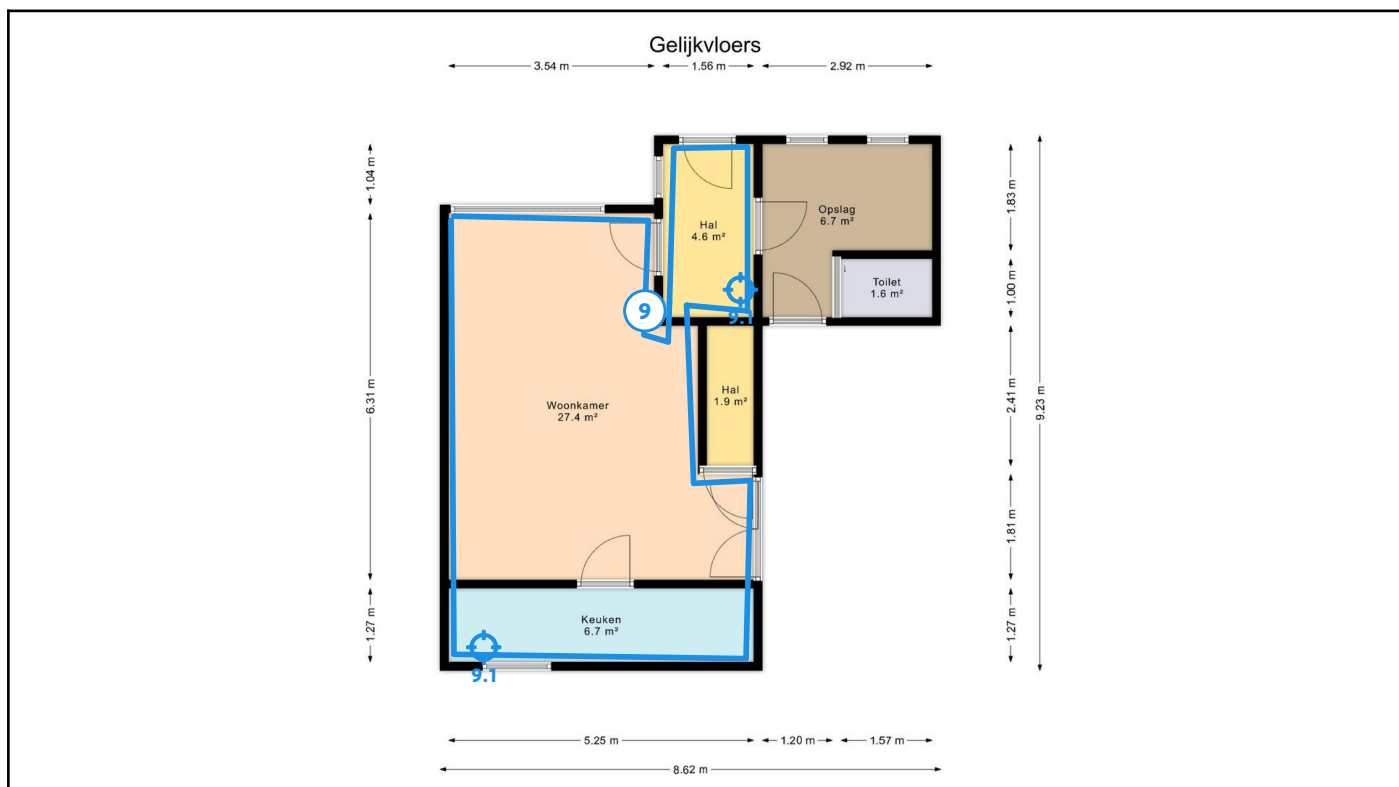 Gelijkvloers
3.54 m
1.56 m
2.92 m
1.04 m
6.31 m
1.27 m
Hal
4.6 m²
Opslag
6.7 m²
Toilet
1.6 m²
9
9.1
Hal
1.9 m²
Woonkamer
27.4 m²
Keuken
6.7 m²
9.1
1.83 m
1.00 m
2.41 m
1.81 m
1.27 m
9.23 m
5.25 m
1.20 m
1.57 m
8.62 m